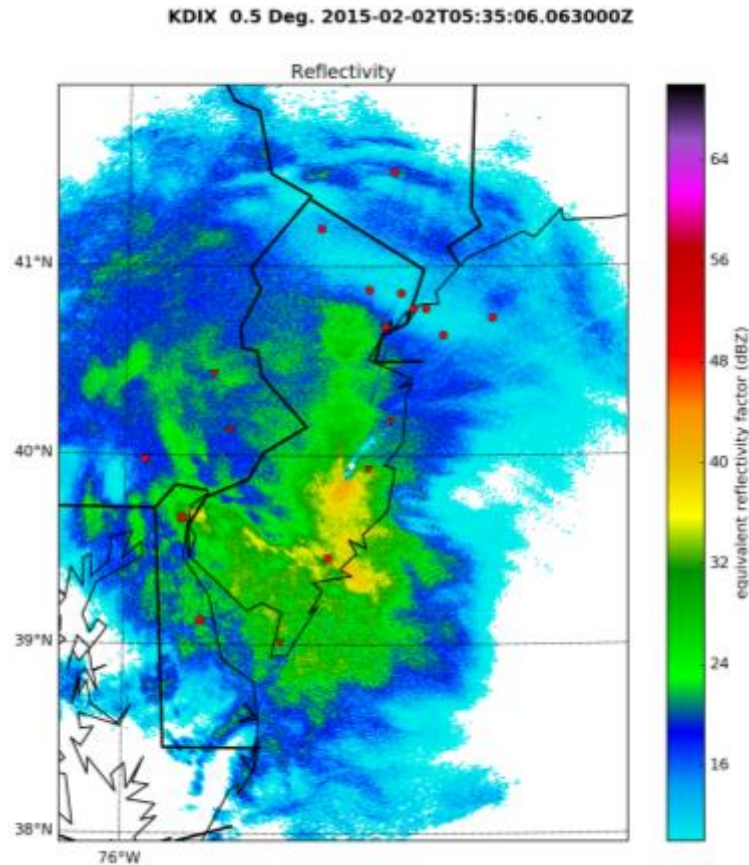 KDIX 0.5 Deg. 2015-02-02T05:35:06.063000Z
Reflectivity
64
41°N
56
48
40°N
40
32
39°N
24
16
38°N
76°W
equivalent reflectivity factor (dBZ)